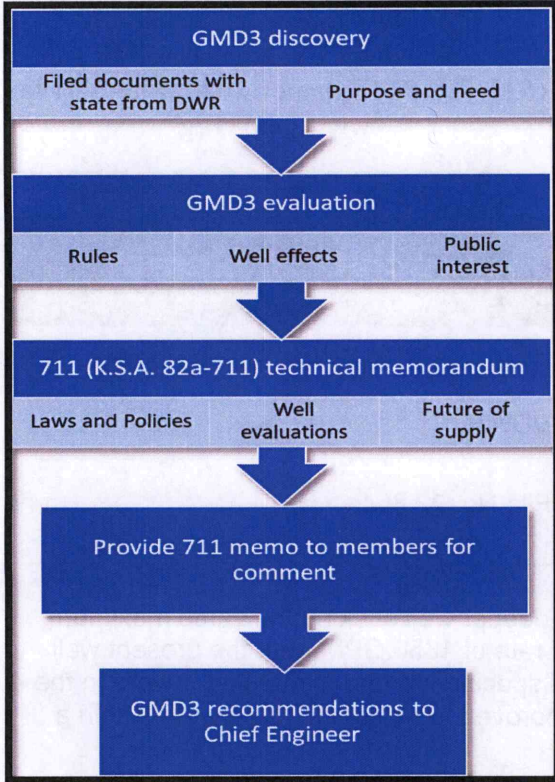 GMD3 discovery
Filed documents with
state from DWR
Purpose and need
GMD3 evaluation
Rules
Well effects
Public
interest
711 (K.S.A. 82a-711) technical memorandum
Laws and Policies
Well
evaluations
Future of
supply
Provide 711 memo to members for
comment
GMD3 recommendations to
Chief Engineer